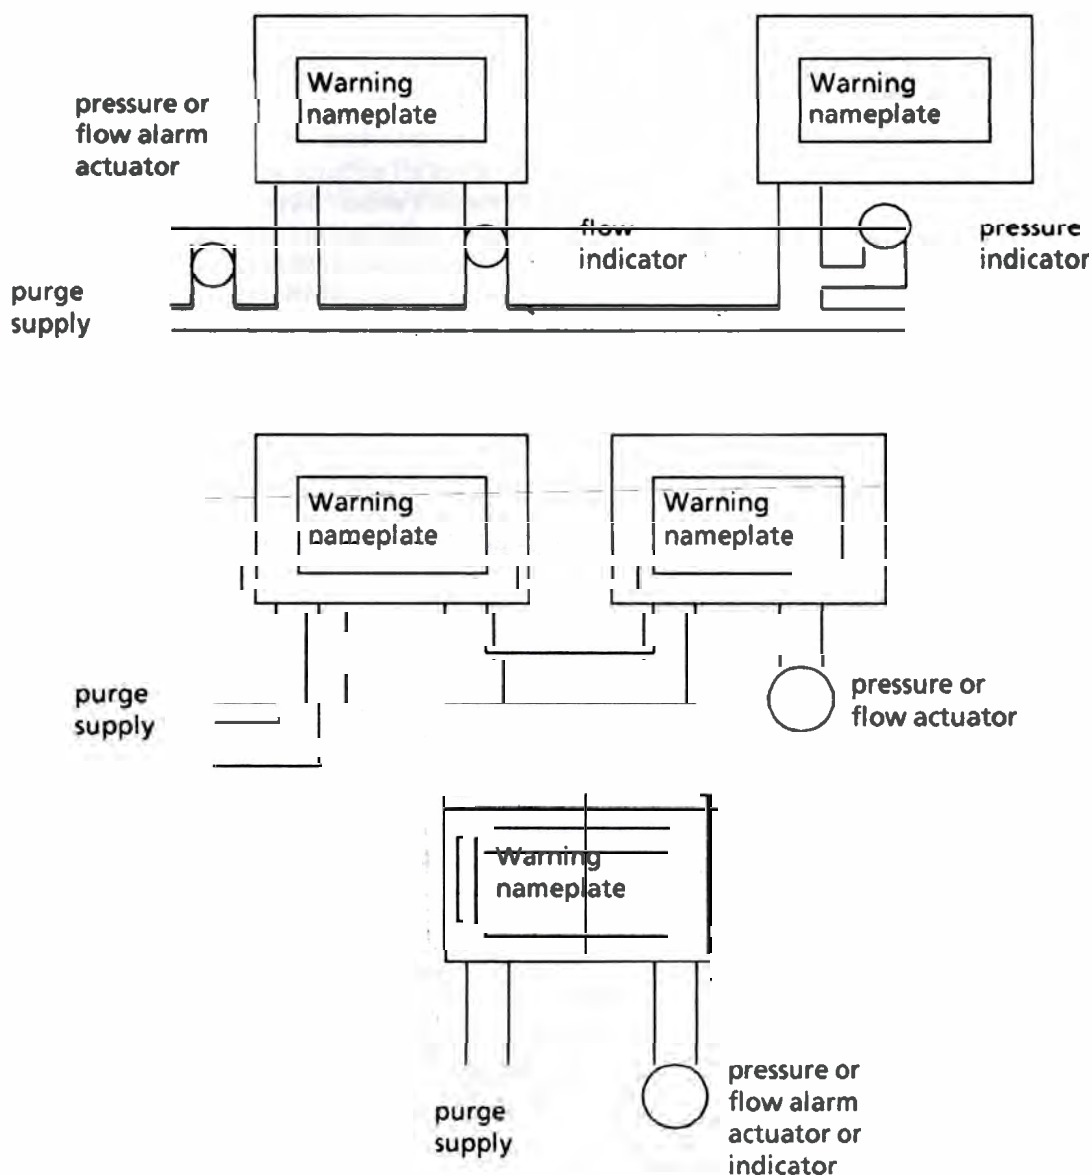 Warning
nameplate
Warning
nameplate
pressure or
flow alarm
actuator
flow
indicator
pressure
indicator
purge
supply
Warning
nameplate
Warning
nameplate
purge
supply
pressure or
flow actuator
Warning
nameplate
purge
supply
pressure or
flow alarm
actuator or
indicator